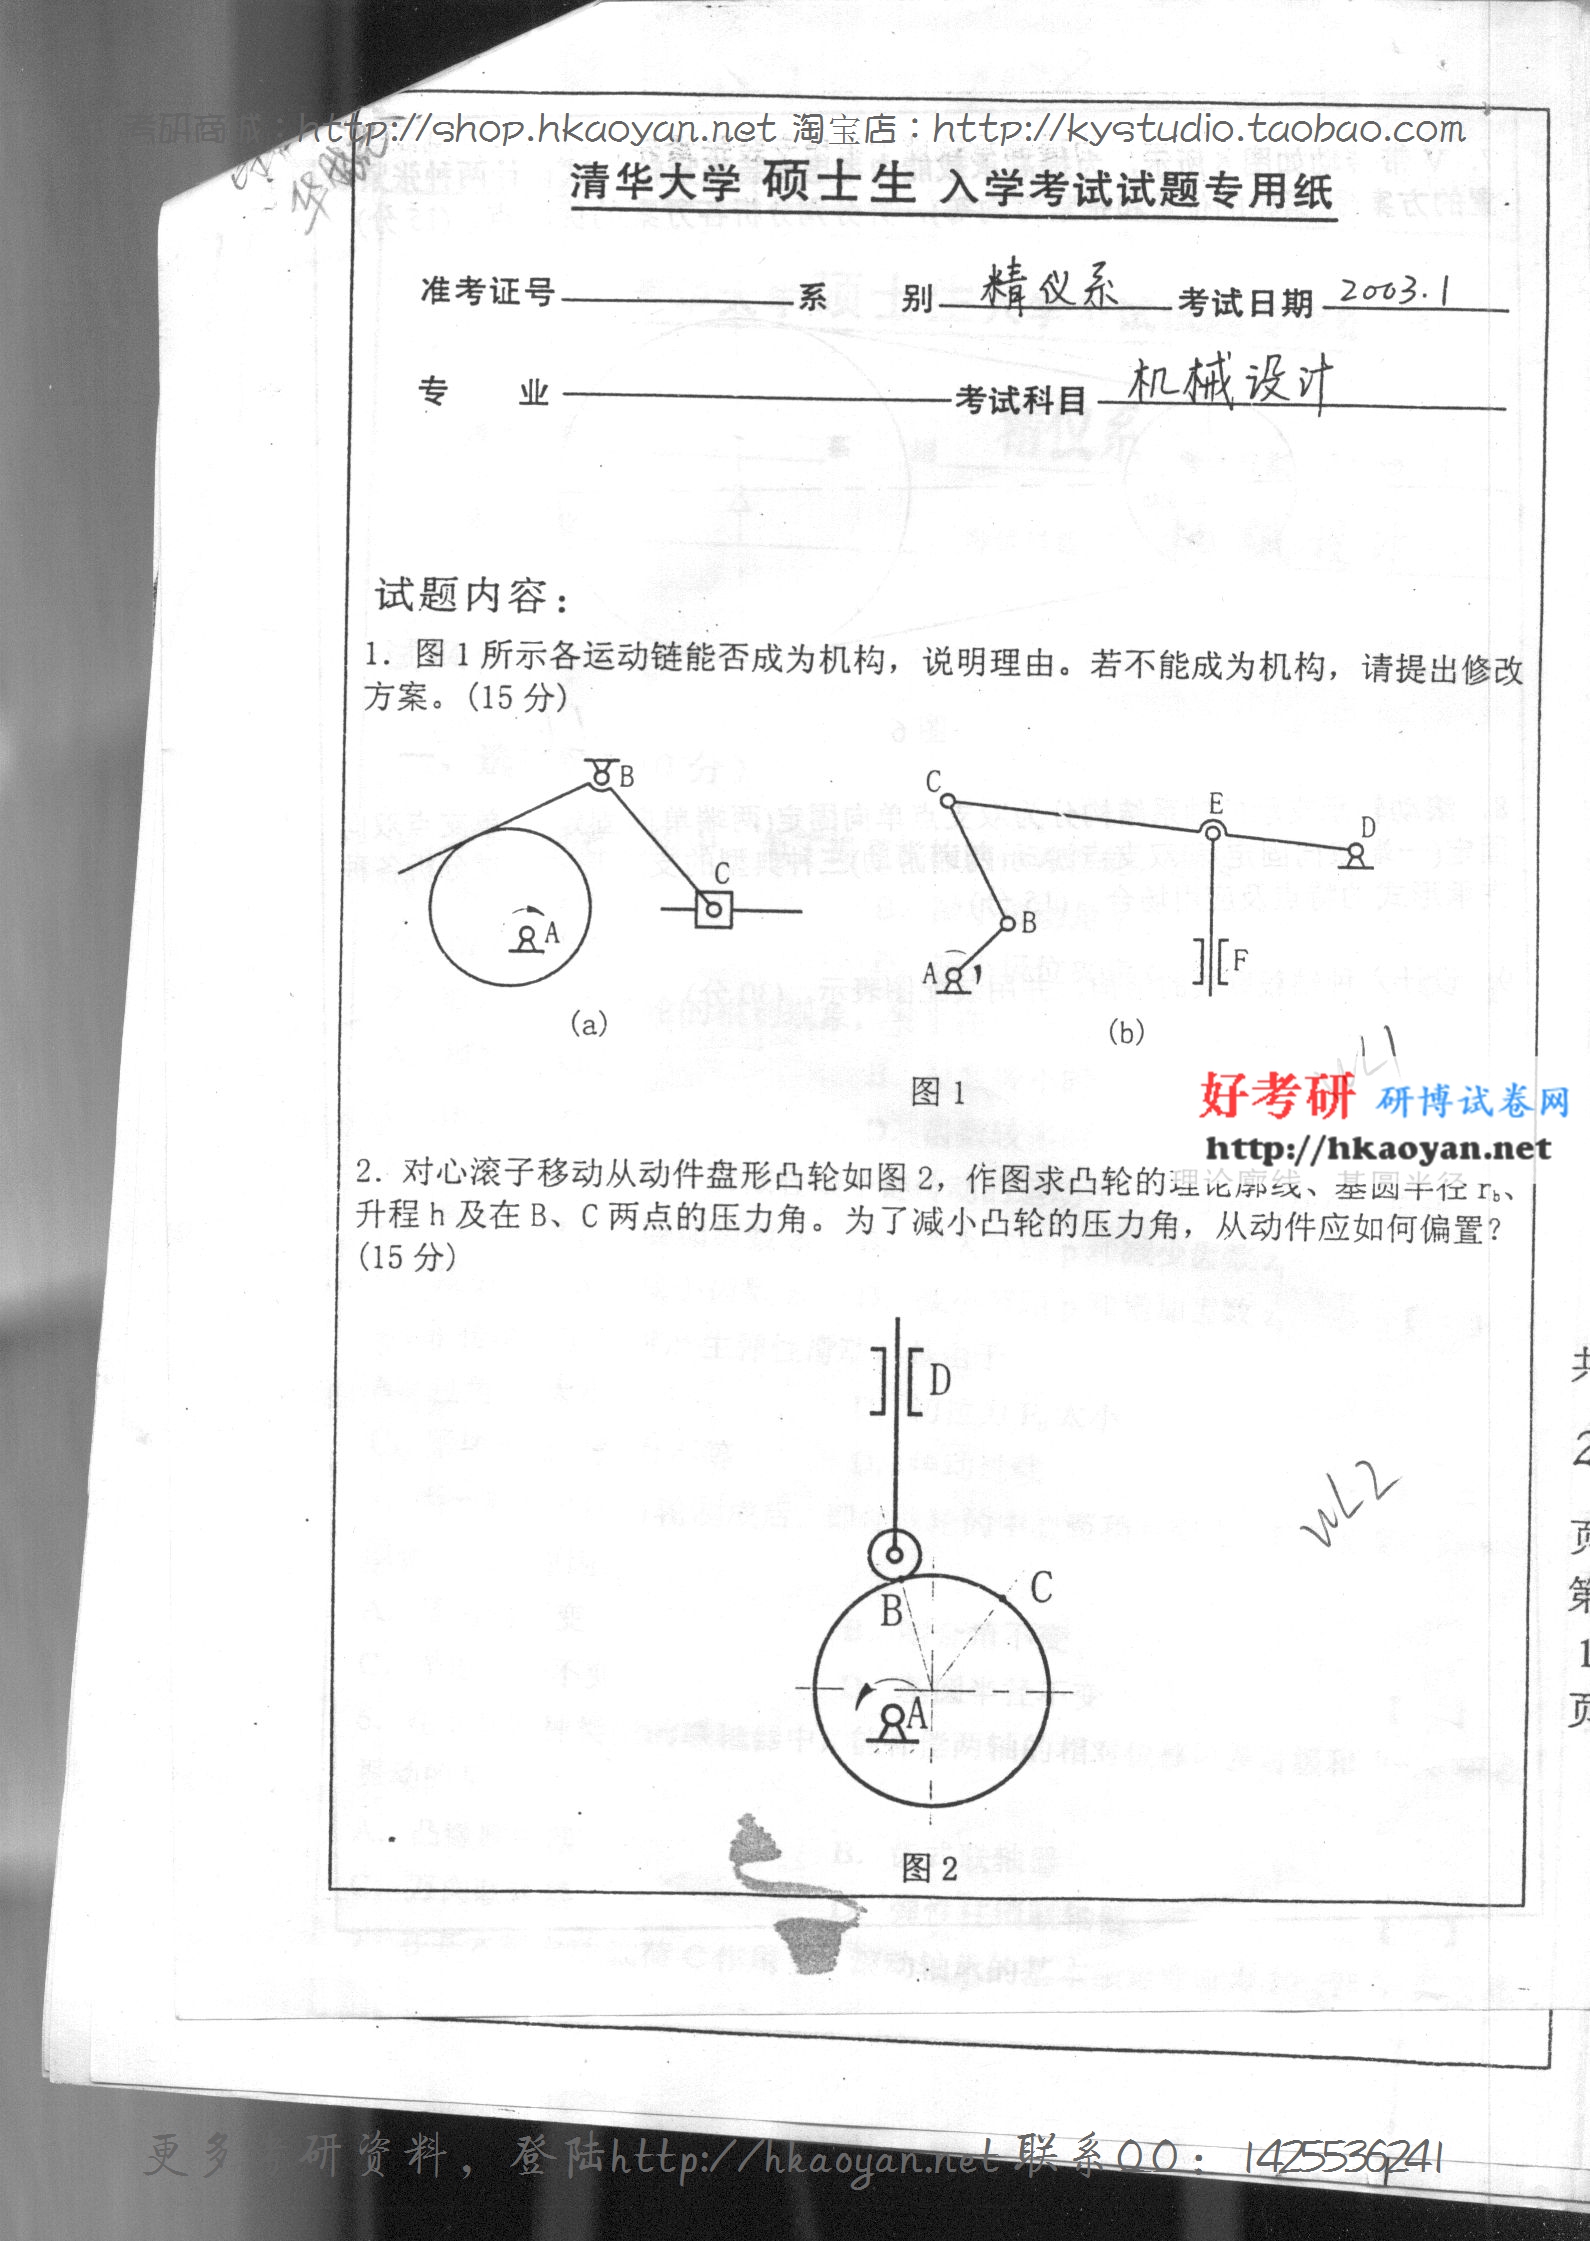 研商城：http://shop.hkaoyan.net 淘宝店：http://kystudio.taobao.com
清华大学 硕士生 入学考试试题专用纸
准考证号 系 别 精仪系 考试日期 2003.1
专 业 考试科目 机械设计
试题内容：
1. 图 1 所示各运动链能否成为机构，说明理由。若不能成为机构，请提出修改
方案。(15 分)
B
C
A
(a)
C
E
D
B
A
F
(b)
图 1
WL1
好考研 研博试卷网
http://hkaoyan.net
2. 对心滚子移动从动件盘形凸轮如图 2，作图求凸轮的理论廓线、基圆半径 rb、
升程 h 及在 B、C 两点的压力角。为了减小凸轮的压力角，从动件应如何偏置？
(15 分)
D
B
C
A
WL2
图 2
共
2
页
第
1
页
更多 研资料，登陆http://hkaoyan.net 联系QQ：1425536241